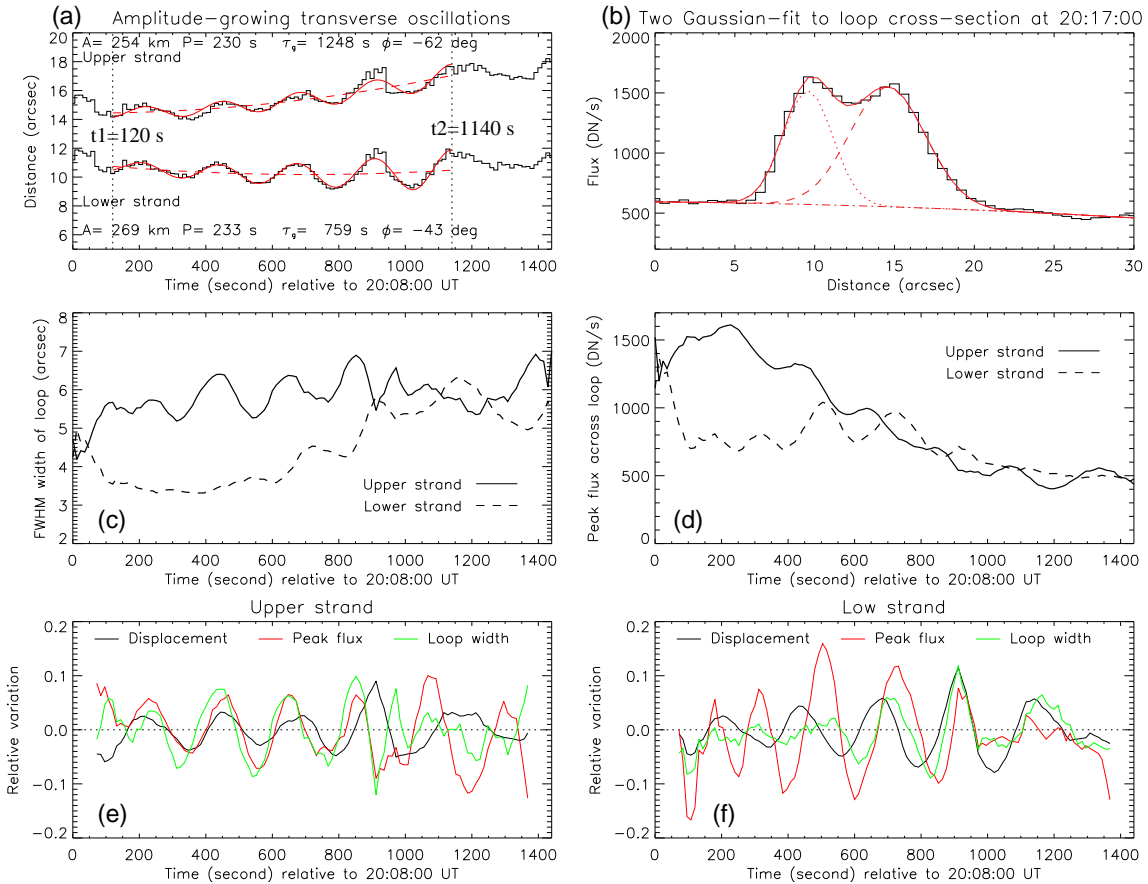 (a) Amplitude-growing transverse oscillations
A= 254 km P= 230 s τg= 1248 s ϕ= -62 deg
Upper strand
t1=120 s
t2=1140 s
Lower strand
A= 269 km P= 233 s τg= 759 s ϕ= -43 deg
20
18
16
14
12
10
8
6
Distance (arcsec)
0 200 400 600 800 1000 1200 1400
Time (second) relative to 20:08:00 UT
(b) Two Gaussian-fit to loop cross-section at 20:17:00
2000
1500
1000
500
Flux (DN/s)
0 5 10 15 20 25 30
Distance (arcsec)
8
7
6
5
4
3
2
FWHM width of loop (arcsec)
Upper strand
Lower strand
(c)
0 200 400 600 800 1000 1200 1400
Time (second) relative to 20:08:00 UT
1500
1000
500
0
Peak flux across loop (DN/s)
Upper strand
Lower strand
(d)
0 200 400 600 800 1000 1200 1400
Time (second) relative to 20:08:00 UT
Upper strand
Displacement Peak flux Loop width
0.2
0.1
0.0
-0.1
-0.2
Relative variation
(e)
0 200 400 600 800 1000 1200 1400
Time (second) relative to 20:08:00 UT
Low strand
Displacement Peak flux Loop width
0.2
0.1
0.0
-0.1
-0.2
Relative variation
(f)
0 200 400 600 800 1000 1200 1400
Time (second) relative to 20:08:00 UT